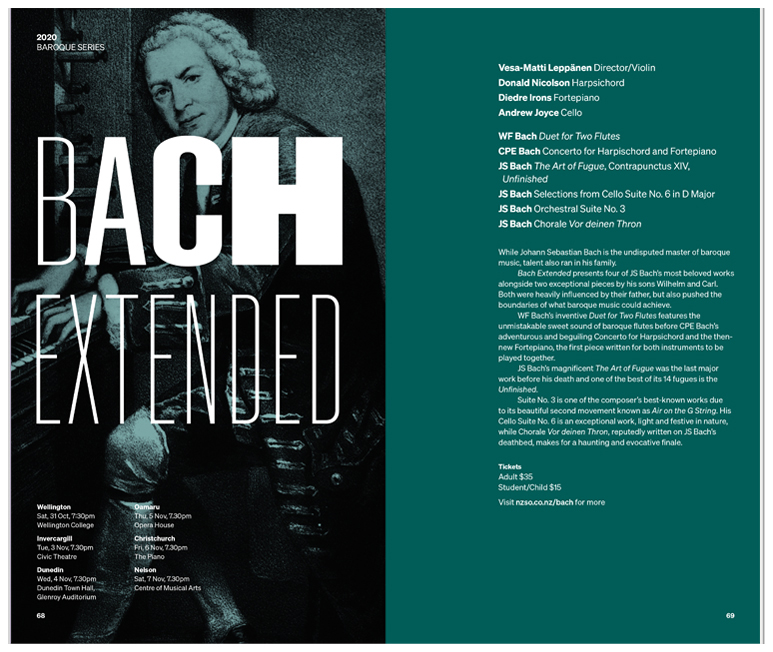 2020
BAROQUE SERIES
BACH
EXTENDED
Wellington
Sat, 31 Oct, 7:30pm
Wellington College
Invercargill
Tue, 3 Nov, 7.30pm
Civic Theatre
Dunedin
Wed, 4 Nov, 7.30pm
Dunedin Town Hall,
Glenroy Auditorium
Oamaru
Thu, 5 Nov, 7.30pm
Opera House
Christchurch
Fri, 6 Nov, 7.30pm
The Piano
Nelson
Sat, 7 Nov, 7.30pm
Centre of Musical Arts
68
Vesa-Matti Leppänen Director/Violin
Donald Nicolson Harpsichord
Diedre Irons Fortepiano
Andrew Joyce Cello
WF Bach Duet for Two Flutes
CPE Bach Concerto for Harpischord and Fortepiano
JS Bach The Art of Fugue, Contrapunctus XIV,
Unfinished
JS Bach Selections from Cello Suite No. 6 in D Major
JS Bach Orchestral Suite No. 3
JS Bach Chorale Vor deinen Thron
While Johann Sebastian Bach is the undisputed master of baroque
music, talent also ran in his family.
Bach Extended presents four of JS Bach's most beloved works
alongside two exceptional pieces by his sons Wilhelm and Carl.
Both were heavily influenced by their father, but also pushed the
boundaries of what baroque music could achieve.
WF Bach's inventive Duet for Two Flutes features the
unmistakable sweet sound of baroque flutes before CPE Bach's
adventurous and beguiling Concerto for Harpsichord and the then-
new Fortepiano, the first piece written for both instruments to be
played together.
JS Bach's magnificent The Art of Fugue was the last major
work before his death and one of the best of its 14 fugues is the
Unfinished.
Suite No. 3 is one of the composer's best-known works due
to its beautiful second movement known as Air on the G String. His
Cello Suite No. 6 is an exceptional work, light and festive in nature,
while Chorale Vor deinen Thron, reputedly written on JS Bach's
deathbed, makes for a haunting and evocative finale.
Tickets
Adult $35
Student/Child $15
Visit nzso.co.nz/bach for more
69